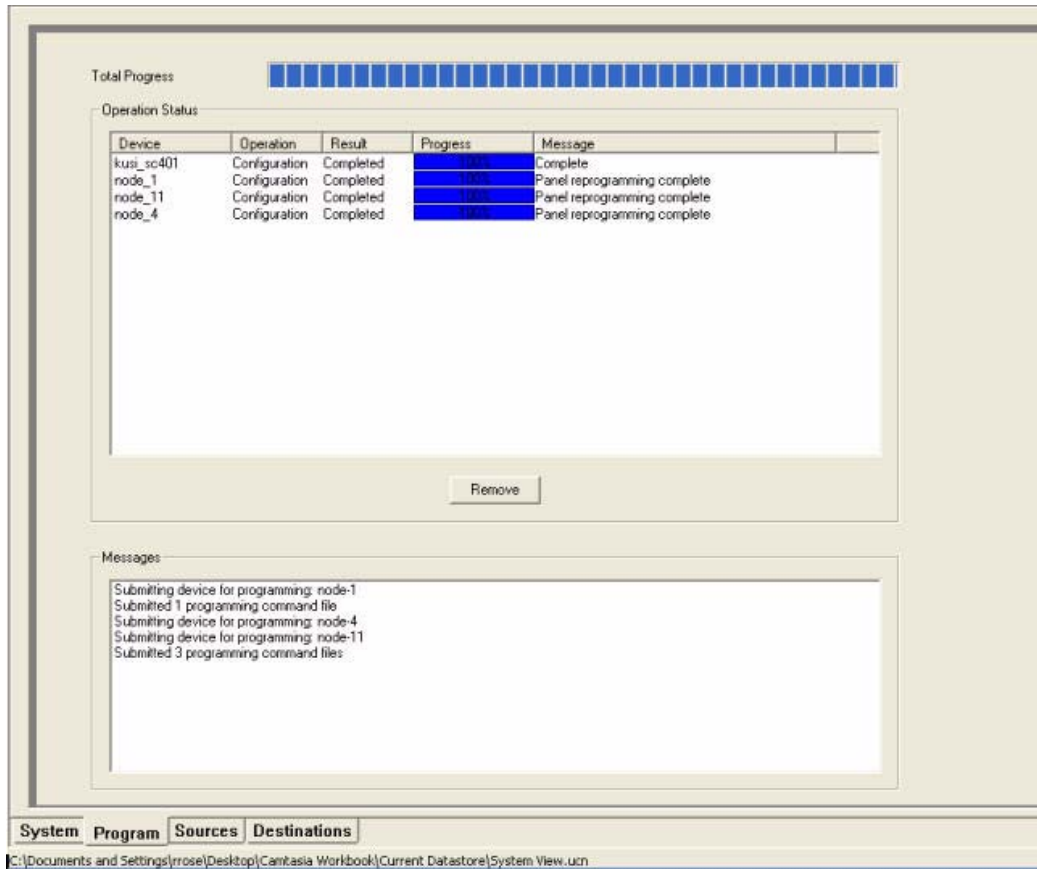 Total Progress
Operation Status
Device Operation Result Progress Message
kusi_sc401 Configuration Completed 100% Complete
node_1 Configuration Completed 100% Panel reprogramming complete
node_11 Configuration Completed 100% Panel reprogramming complete
node_4 Configuration Completed 100% Panel reprogramming complete
Remove
Messages
Submitting device for programming: node-1
Submitted 1 programming command file
Submitting device for programming: node-4
Submitting device for programming: node-11
Submitted 3 programming command files
System Program Sources Destinations
C:\Documents and Settings\rrose\Desktop\Camtasia Workbook\Current Datastore\System View.ucn